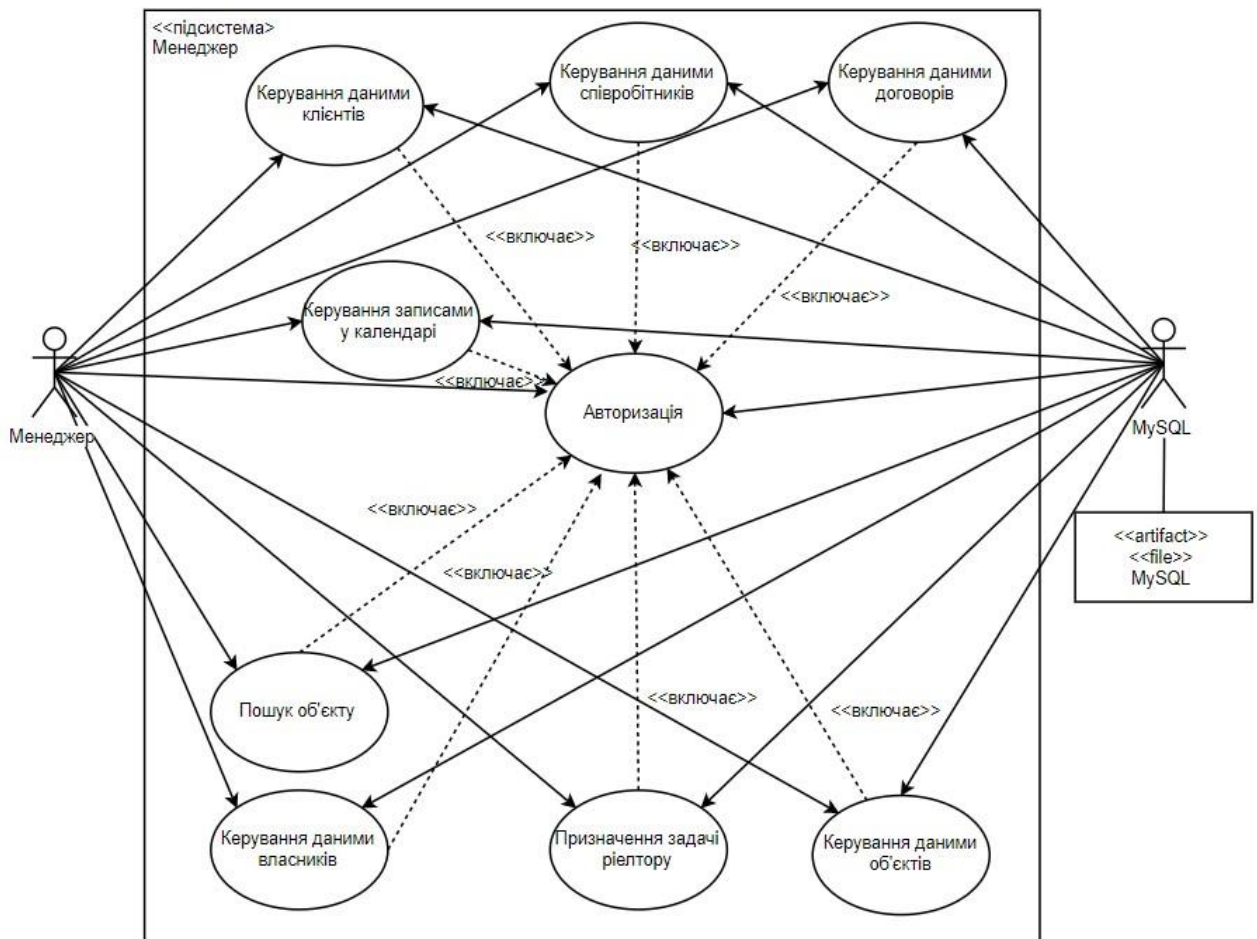 <<підсистема>
Менеджер
Керування даними
клієнтів
Керування даними
співробітників
Керування даними
договорів
<<включає>>
<<включає>>
<<включає>>
Керування записами
у календарі
<<включає>>
Авторизація
Менеджер
MySQL
<<artifact>>
<<file>>
MySQL
<<включає>>
<<включає>>
<<включає>>
<<включає>>
Пошук об'єкту
Керування даними
власників
Призначення задачі
ріелтору
Керування даними
об'єктів